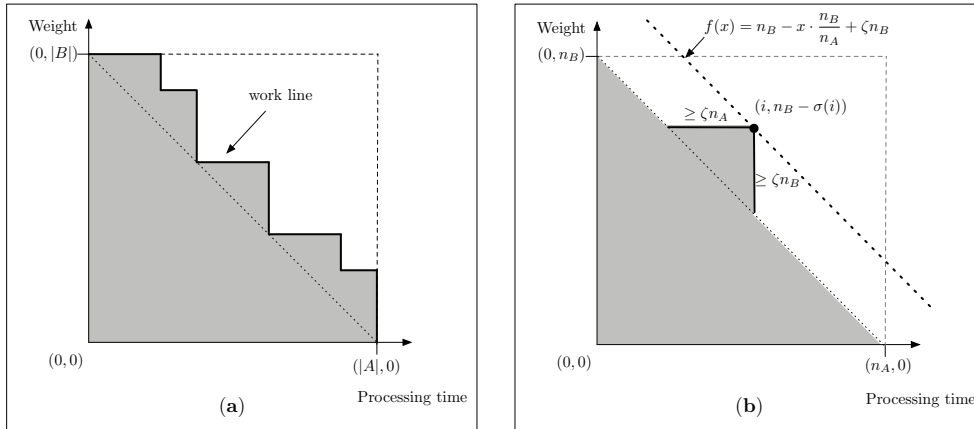 Weight
(0, |B|)
work line
(0, 0)
(|A|, 0)
Processing time
(a)
Weight
f(x) = n_B − x · n_B/n_A + ζn_B
(0, n_B)
(i, n_B − σ(i))
≥ ζn_A
≥ ζn_B
(0, 0)
(n_A, 0)
Processing time
(b)